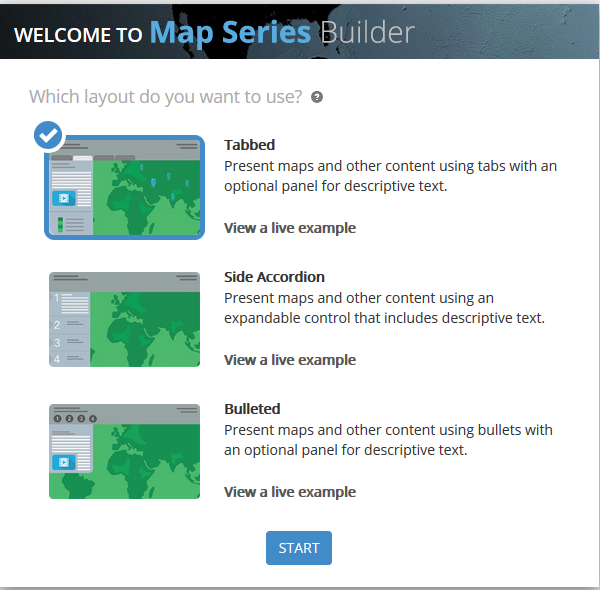 WELCOME TO Map Series Builder
Which layout do you want to use? ?
Tabbed
Present maps and other content using tabs with an
optional panel for descriptive text.
View a live example
1
2
3
4
Side Accordion
Present maps and other content using an
expandable control that includes descriptive text.
View a live example
1 2 3 4
Bulleted
Present maps and other content using bullets with
an optional panel for descriptive text.
View a live example
START